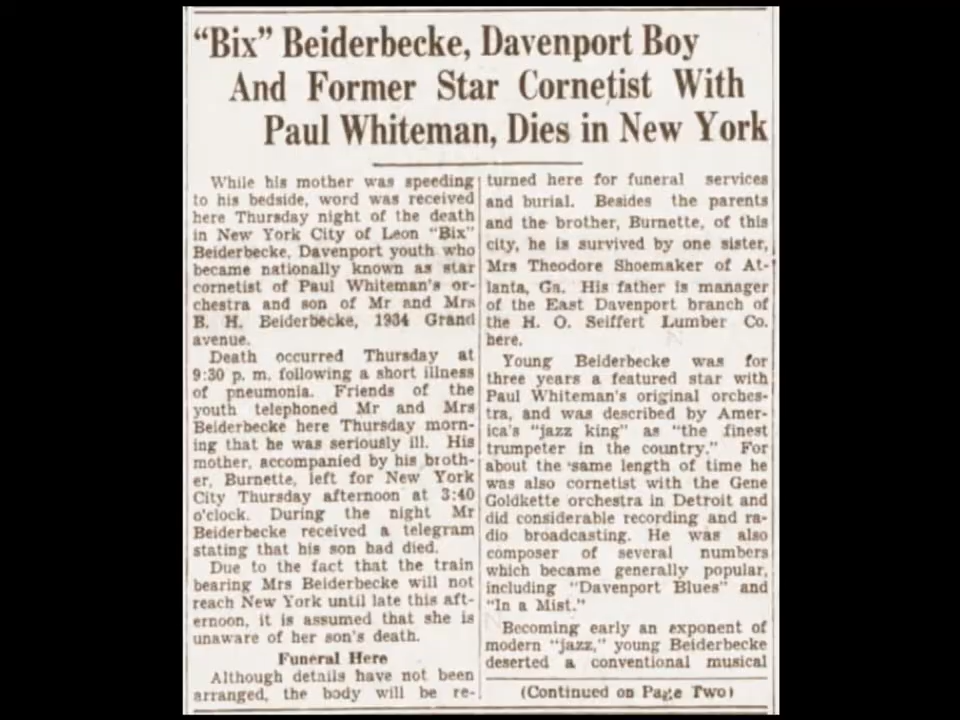 “Bix” Beiderbecke, Davenport Boy
And Former Star Cornetist With
Paul Whiteman, Dies in New York
While his mother was speeding
to his bedside, word was received
here Thursday night of the death
in New York City of Leon “Bix”
Beiderbecke, Davenport youth who
became nationally known as star
cornetist of Paul Whiteman's or-
chestra and son of Mr and Mrs
B. H. Beiderbecke, 1934 Grand
avenue.
Death occurred Thursday at
9:30 p. m. following a short illness
of pneumonia. Friends of the
youth telephoned Mr and Mrs
Beiderbecke here Thursday morn-
ing that he was seriously ill. His
mother, accompanied by his broth-
er, Burnette, left for New York
City Thursday afternoon at 3:40
o'clock. During the night Mr
Beiderbecke received a telegram
stating that his son had died.
Due to the fact that the train
bearing Mrs Beiderbecke will not
reach New York until late this aft-
ernoon, it is assumed that she is
unaware of her son's death.
Funeral Here
Although details have not been
arranged, the body will be re-
turned here for funeral services
and burial. Besides the parents
and the brother, Burnette, of this
city, he is survived by one sister,
Mrs Theodore Shoemaker of At-
lanta, Ga. His father is manager
of the East Davenport branch of
the H. O. Seiffert Lumber Co.
here.
Young Beiderbecke was for
three years a featured star with
Paul Whiteman's original orches-
tra, and was described by Amer-
ica's “jazz king” as “the finest
trumpeter in the country.” For
about the same length of time he
was also cornetist with the Gene
Goldkette orchestra in Detroit and
did considerable recording and ra-
dio broadcasting. He was also
composer of several numbers
which became generally popular,
including “Davenport Blues” and
“In a Mist.”
Becoming early an exponent of
modern “jazz,” young Beiderbecke
deserted a conventional musical
(Continued on Page Two)